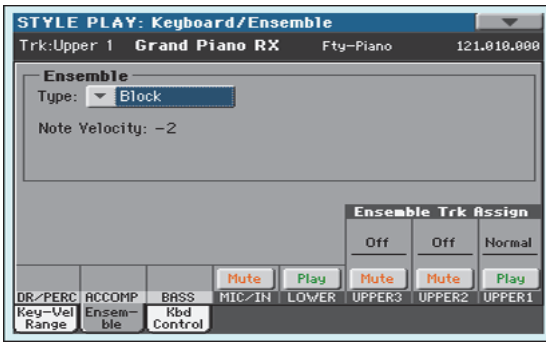 STYLE PLAY: Keyboard/Ensemble
Trk:Upper 1 Grand Piano RX Fty-Piano 121.010.000
Ensemble
Type: Block
Note Velocity: -2
Ensemble Trk Assign
Off Off Normal
Mute Play Mute Mute Play
DR/PERC ACCOMP BASS MIC/IN LOWER UPPER3 UPPER2 UPPER1
Key-Vel Ensem- Kbd
Range ble Control